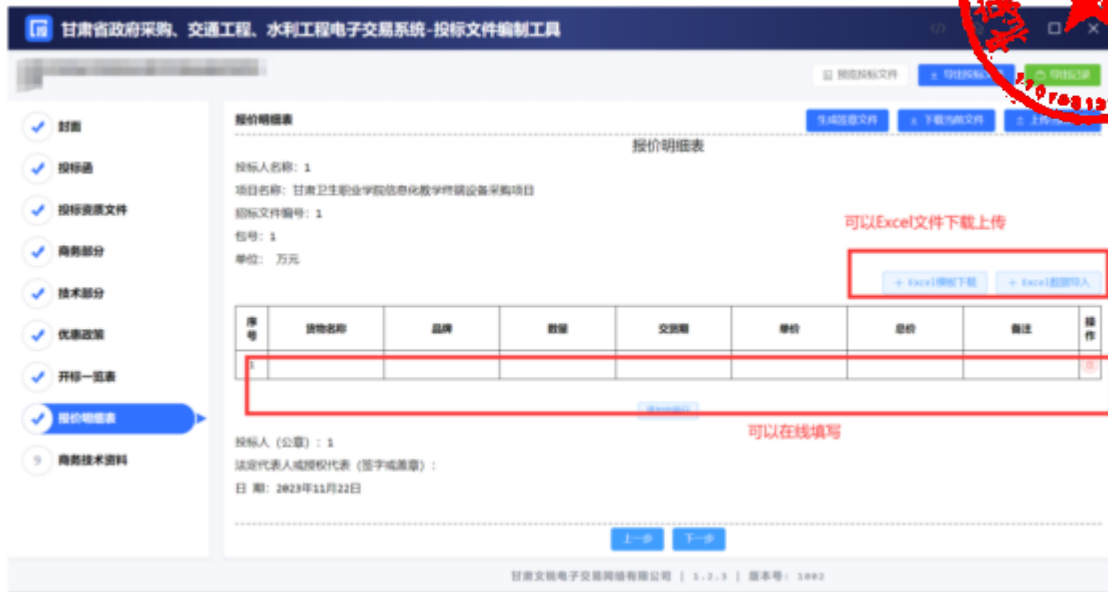 甘肃省政府采购、交通工程、水利工程电子交易系统-投标文件编制工具
预览投标文件
导出记录
封面
投标函
投标资质文件
商务部分
技术部分
优惠政策
开标一览表
报价明细表
9 商务技术资料
报价明细表
生成签章文件 下载当前文件
报价明细表
投标人名称: 1
项目名称: 甘肃卫生职业学院信息化教学终端设备采购项目
招标文件编号: 1
包号: 1
单位: 万元
可以Excel文件下载上传
+ Excel模板下载 + Excel数据导入
序号 货物名称 品牌 数量 交货期 单价 总价 备注 操作
1
可以在线填写
投标人 (公章) : 1
法定代表人或授权代表 (签字或盖章) :
日 期: 2023年11月22日
上一步 下一步
甘肃文锐电子交易网络有限公司 | 1.2.3 | 版本号: 1002